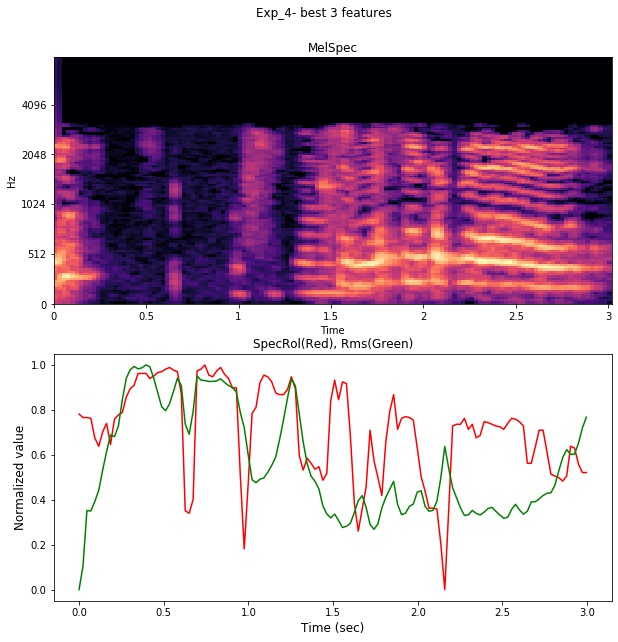 Exp_4- best 3 features
MelSpec
Hz
4096
2048
1024
512
0
0 0.5 1 1.5 2 2.5 3
Time
SpecRol(Red), Rms(Green)
Normalized value
1.0
0.8
0.6
0.4
0.2
0.0
0.0 0.5 1.0 1.5 2.0 2.5 3.0
Time (sec)